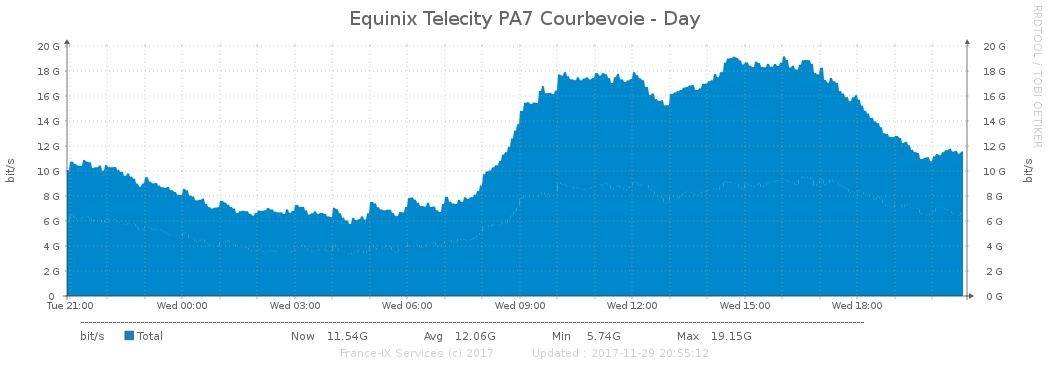 Equinix Telecity PA7 Courbevoie - Day
RRDTOOL / TOBI OETIKER
bit/s
20 G 20 G
18 G 18 G
16 G 16 G
14 G 14 G
12 G 12 G
10 G 10 G
8 G 8 G
6 G 6 G
4 G 4 G
2 G 2 G
0 0 G
bit/s
Tue 21:00 Wed 00:00 Wed 03:00 Wed 06:00 Wed 09:00 Wed 12:00 Wed 15:00 Wed 18:00
bit/s Total Now 11.54G Avg 12.06G Min 5.74G Max 19.15G
France-IX Services (c) 2017 Updated : 2017-11-29 20:55:12